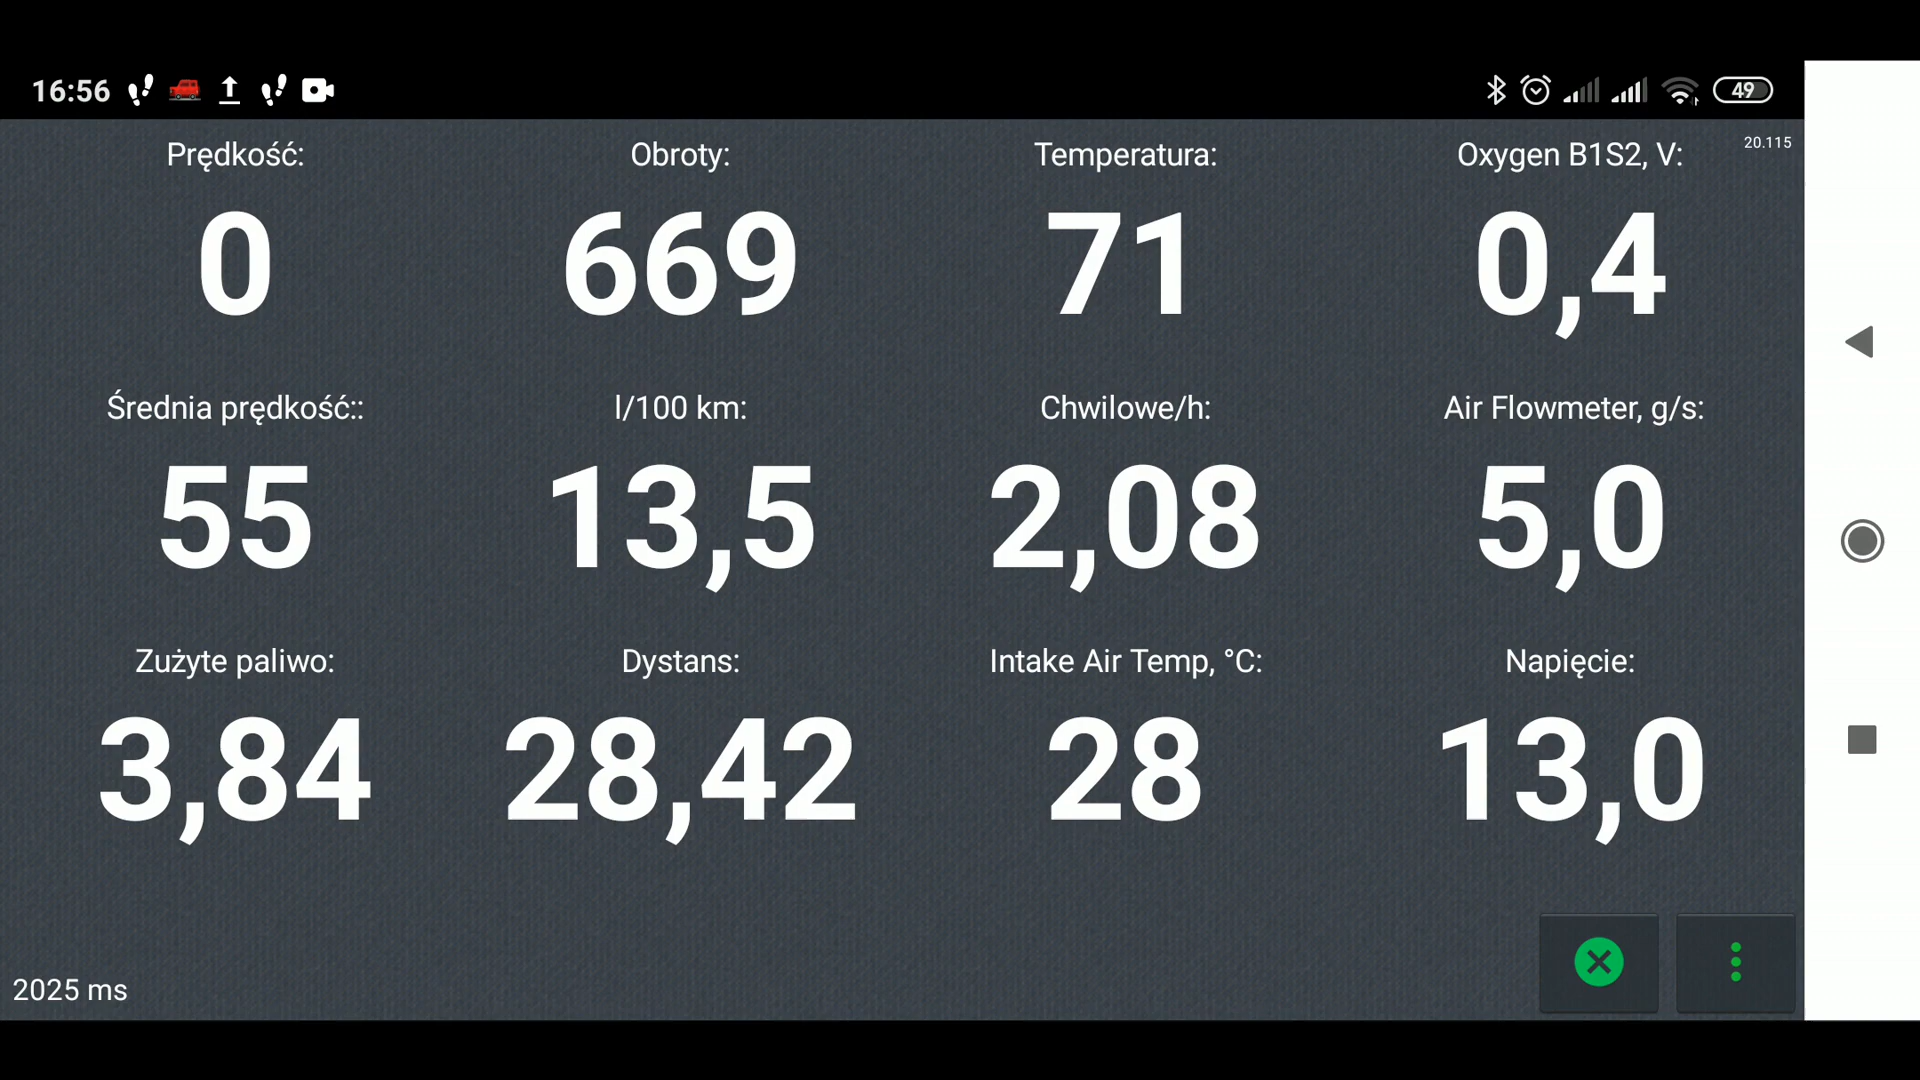 16:56
49
20.115
Prędkość: Obroty: Temperatura: Oxygen B1S2, V:
0 669 71 0,4
Średnia prędkość:: l/100 km: Chwilowe/h: Air Flowmeter, g/s:
55 13,5 2,08 5,0
Zużyte paliwo: Dystans: Intake Air Temp, °C: Napięcie:
3,84 28,42 28 13,0
2025 ms